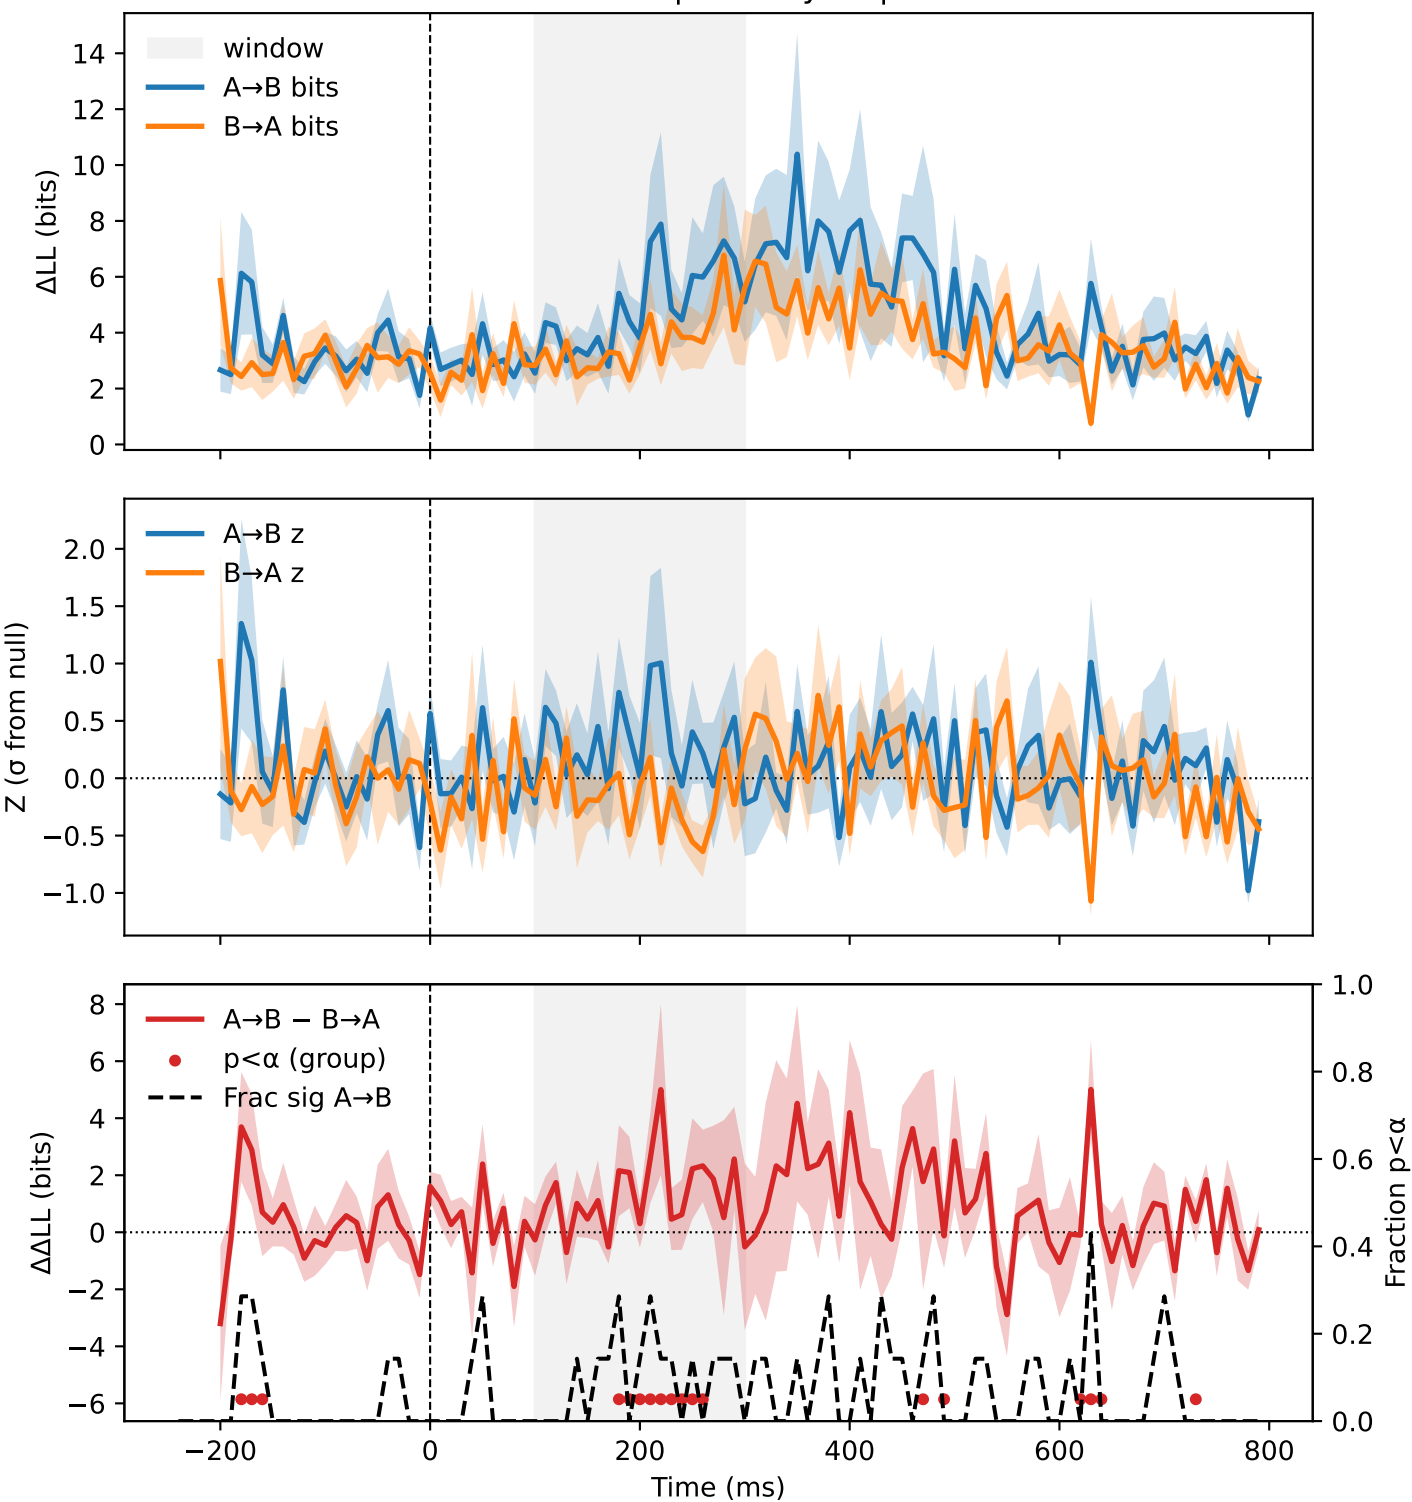 window
A→B bits
B→A bits
ΔLL (bits)
14
12
10
8
6
4
2
0
A→B z
B→A z
Z (σ from null)
2.0
1.5
1.0
0.5
0.0
−0.5
−1.0
A→B − B→A
p<α (group)
Frac sig A→B
ΔΔLL (bits)
8
6
4
2
0
−2
−4
−6
1.0
0.8
0.6
0.4
0.2
0.0
Fraction p<α
−200 0 200 400 600 800
Time (ms)